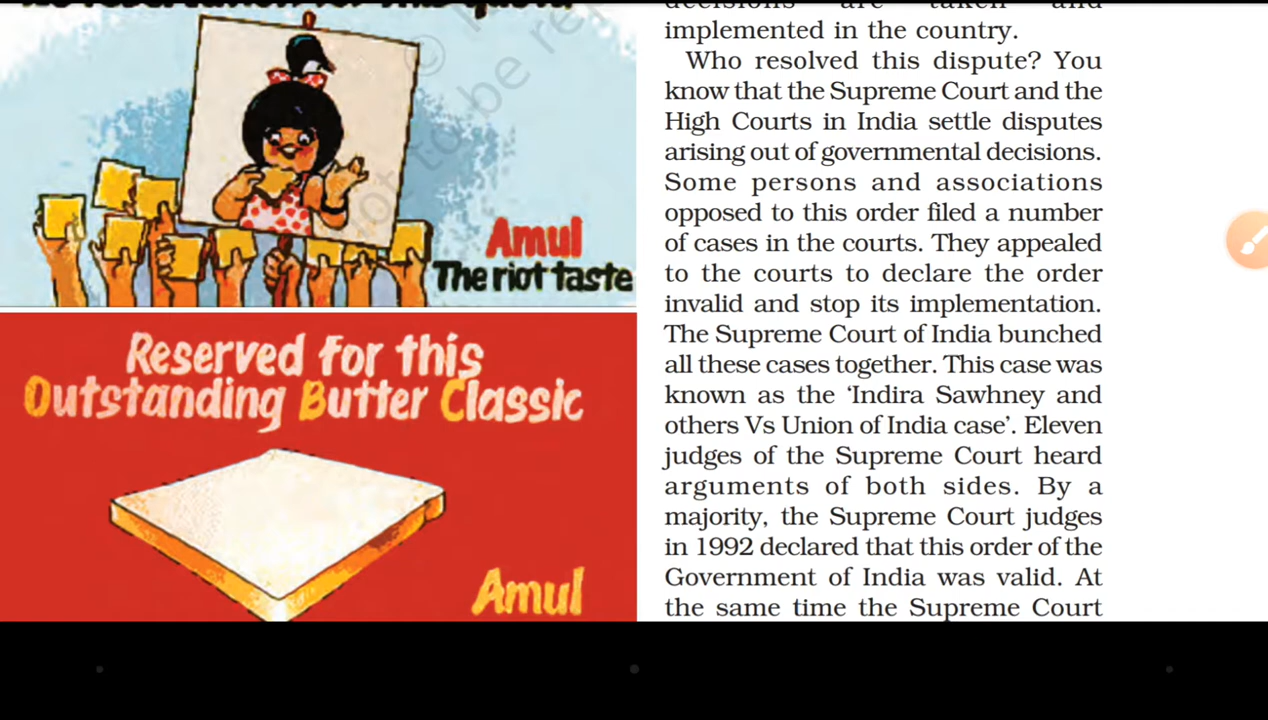 Amul
The riot taste
Reserved for this
Outstanding Butter Classic
Amul
decisions are taken and
implemented in the country.
Who resolved this dispute? You
know that the Supreme Court and the
High Courts in India settle disputes
arising out of governmental decisions.
Some persons and associations
opposed to this order filed a number
of cases in the courts. They appealed
to the courts to declare the order
invalid and stop its implementation.
The Supreme Court of India bunched
all these cases together. This case was
known as the ‘Indira Sawhney and
others Vs Union of India case’. Eleven
judges of the Supreme Court heard
arguments of both sides. By a
majority, the Supreme Court judges
in 1992 declared that this order of the
Government of India was valid. At
the same time the Supreme Court